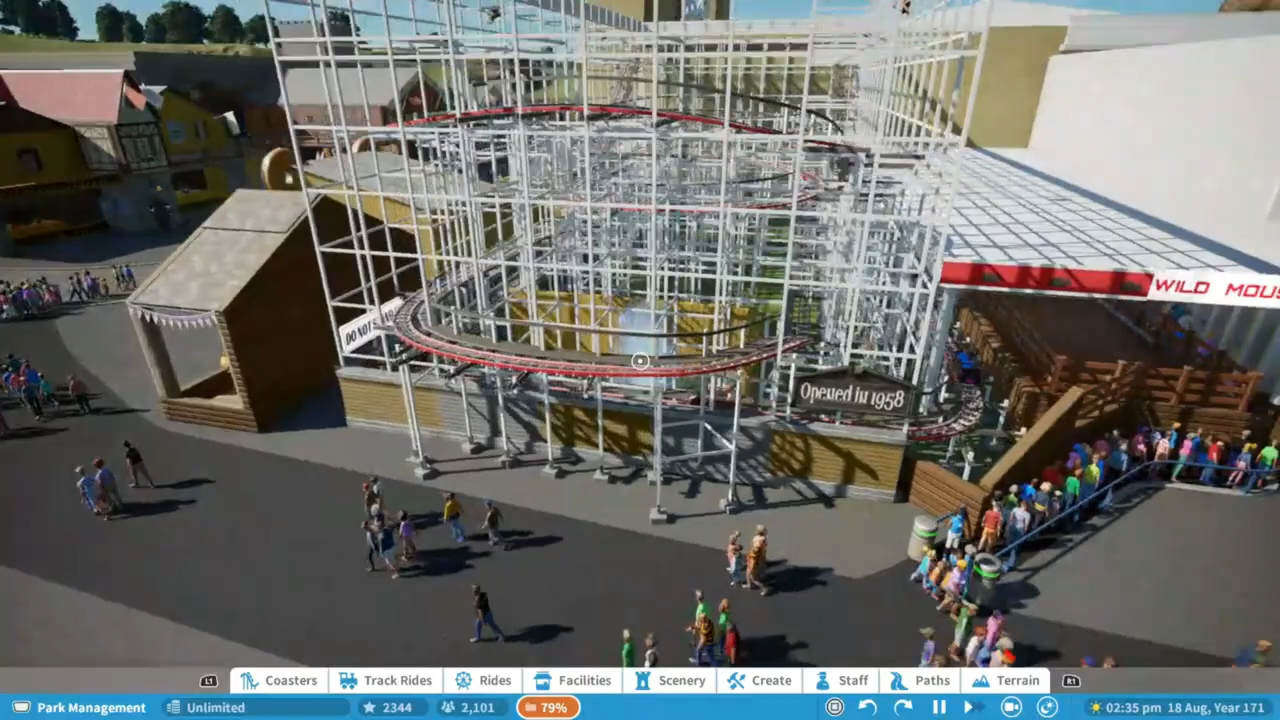 WILD MOUS
DO NOT STAND
Opened in 1958
L1
Coasters
Track Rides
Rides
Facilities
Scenery
Create
Staff
Paths
Terrain
R1
Park Management
Unlimited
2344
2,101
79%
02:35 pm 18 Aug, Year 171